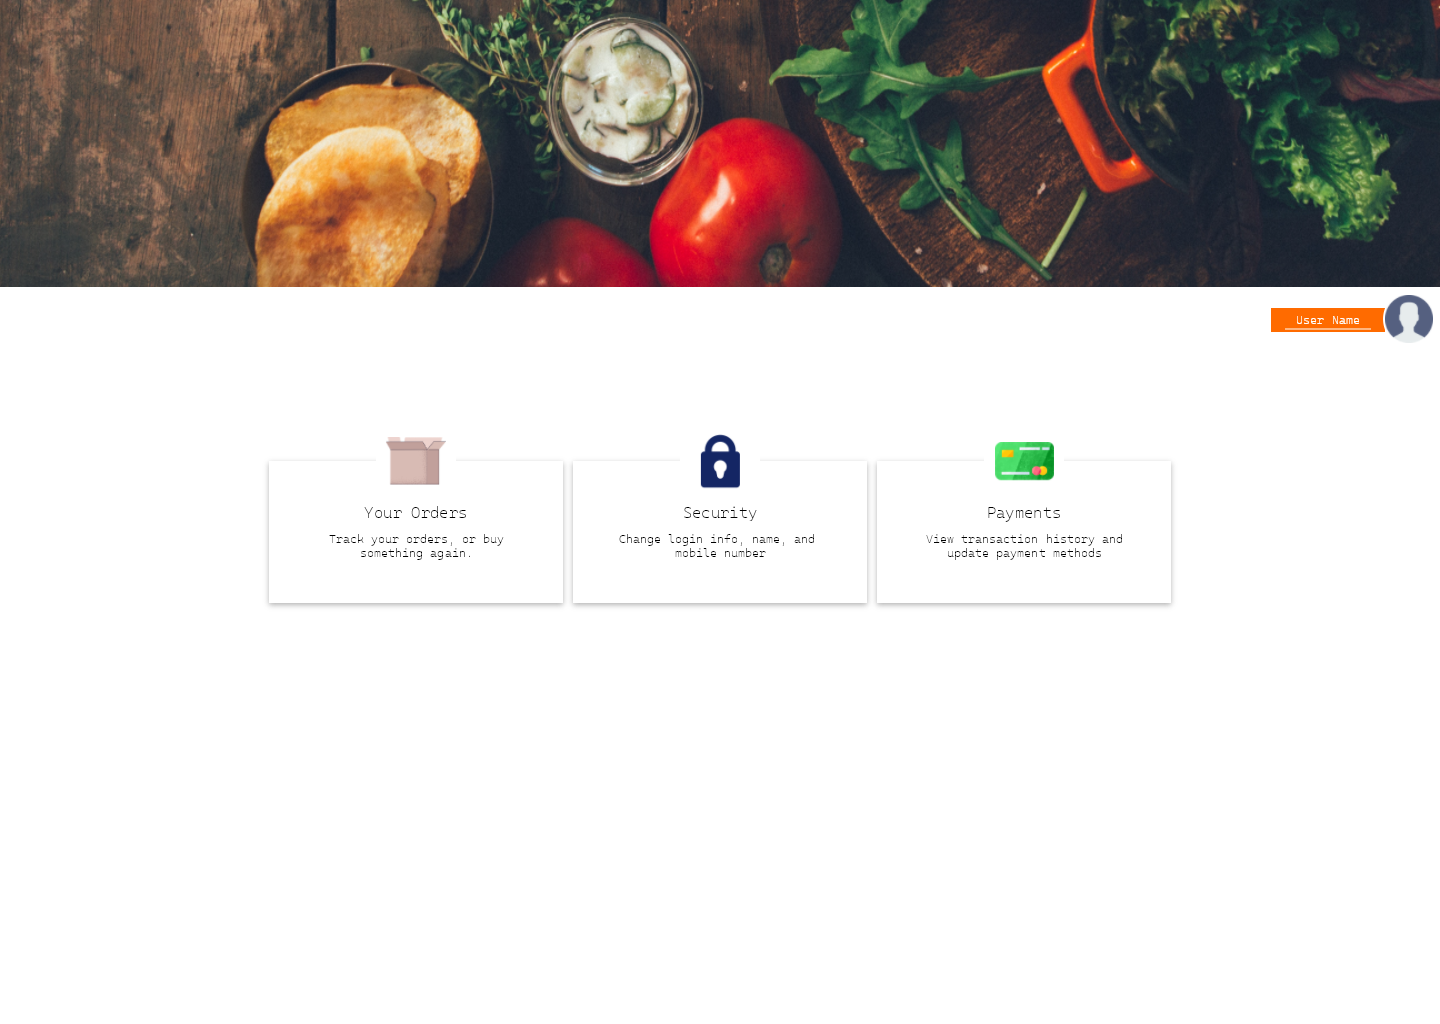 User Name
Your Orders
Track your orders, or buy
something again.
Security
Change login info, name, and
mobile number
Payments
View transaction history and
update payment methods